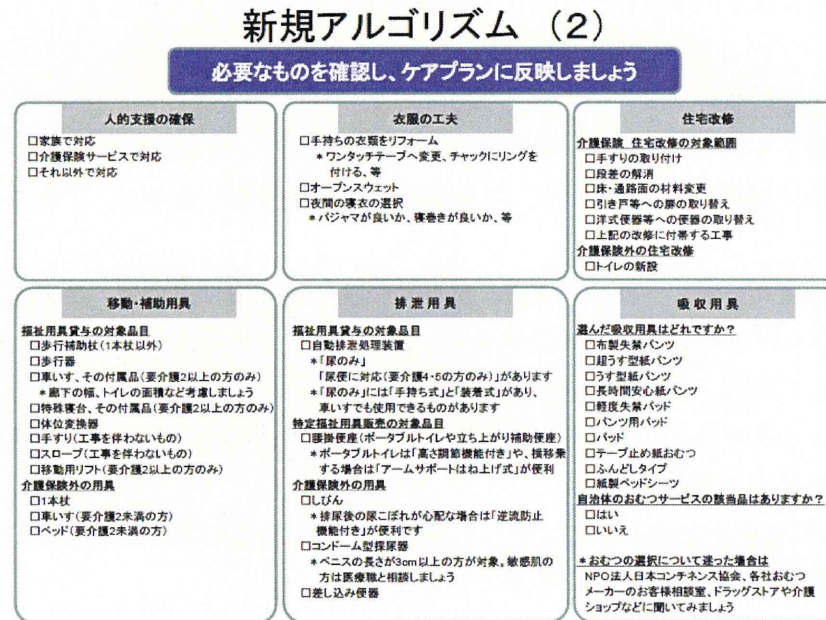 新規アルゴリズム （2）
必要なものを確認し、ケアプランに反映しましょう
人的支援の確保
□家族で対応
□介護保険サービスで対応
□それ以外で対応
衣服の工夫
□手持ちの衣類をリフォーム
＊ワンタッチテープへ変更、チャックにリングを
付ける、等
□オープンスウェット
□夜間の寝衣の選択
＊パジャマが良いか、寝巻きが良いか、等
住宅改修
介護保険 住宅改修の対象範囲
□手すりの取り付け
□段差の解消
□床・通路面の材料変更
□引き戸等への扉の取り替え
□洋式便器等への便器の取り替え
□上記の改修に付帯する工事
介護保険外の住宅改修
□トイレの新設
移動・補助用具
福祉用具貸与の対象品目
□歩行補助杖（1本杖以外）
□歩行器
□車いす、その付属品（要介護2以上の方のみ）
＊廊下の幅、トイレの面積など考慮しましょう
□特殊寝台、その付属品（要介護2以上の方のみ）
□体位変換器
□手すり（工事を伴わないもの）
□スロープ（工事を伴わないもの）
□移動用リフト（要介護2以上の方のみ）
介護保険外の用具
□1本杖
□車いす（要介護2未満の方）
□ベッド（要介護2未満の方）
排泄用具
福祉用具貸与の対象品目
□自動排泄処理装置
＊「尿のみ」
「尿便に対応（要介護4・5の方のみ）」があります
＊「尿のみ」には「手持ち式」と「装着式」があり、
車いすでも使用できるものがあります
特定福祉用具販売の対象品目
□腰掛便座（ポータブルトイレや立ち上がり補助便座）
＊ポータブルトイレは「高さ調節機能付き」や、横移乗
する場合は「アームサポートはね上げ式」が便利
介護保険外の用具
□しびん
＊排尿後の尿こぼれが心配な場合は「逆流防止
機能付き」が便利です
□コンドーム型採尿器
＊ペニスの長さが3cm以上の方が対象。敏感肌の
方は医療職と相談しましょう
□差し込み便器
吸収用具
選んだ吸収用具はどれですか？
□布製失禁パンツ
□超うす型紙パンツ
□うす型紙パンツ
□長時間安心紙パンツ
□軽度失禁パッド
□パンツ用パッド
□パッド
□テープ止め紙おむつ
□ふんどしタイプ
□紙製ベッドシーツ
自治体のおむつサービスの該当品はありますか？
□はい
□いいえ
＊おむつの選択について迷った場合は
NPO法人日本コンチネンス協会、各社おむつ
メーカーのお客様相談室、ドラッグストアや介護
ショップなどに聞いてみましょう